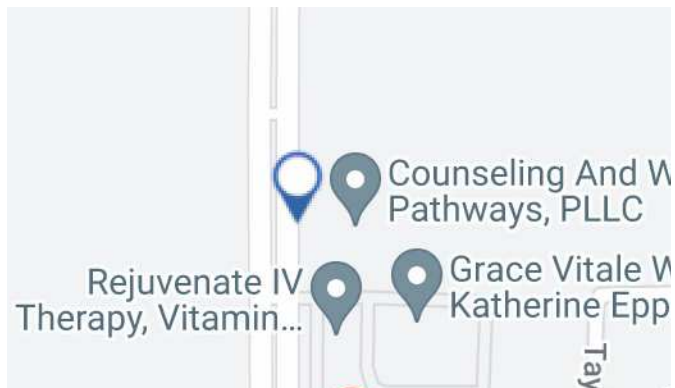 Counseling And W
Pathways, PLLC
Rejuvenate IV
Therapy, Vitamin...
Grace Vitale W
Katherine Epp
Tay